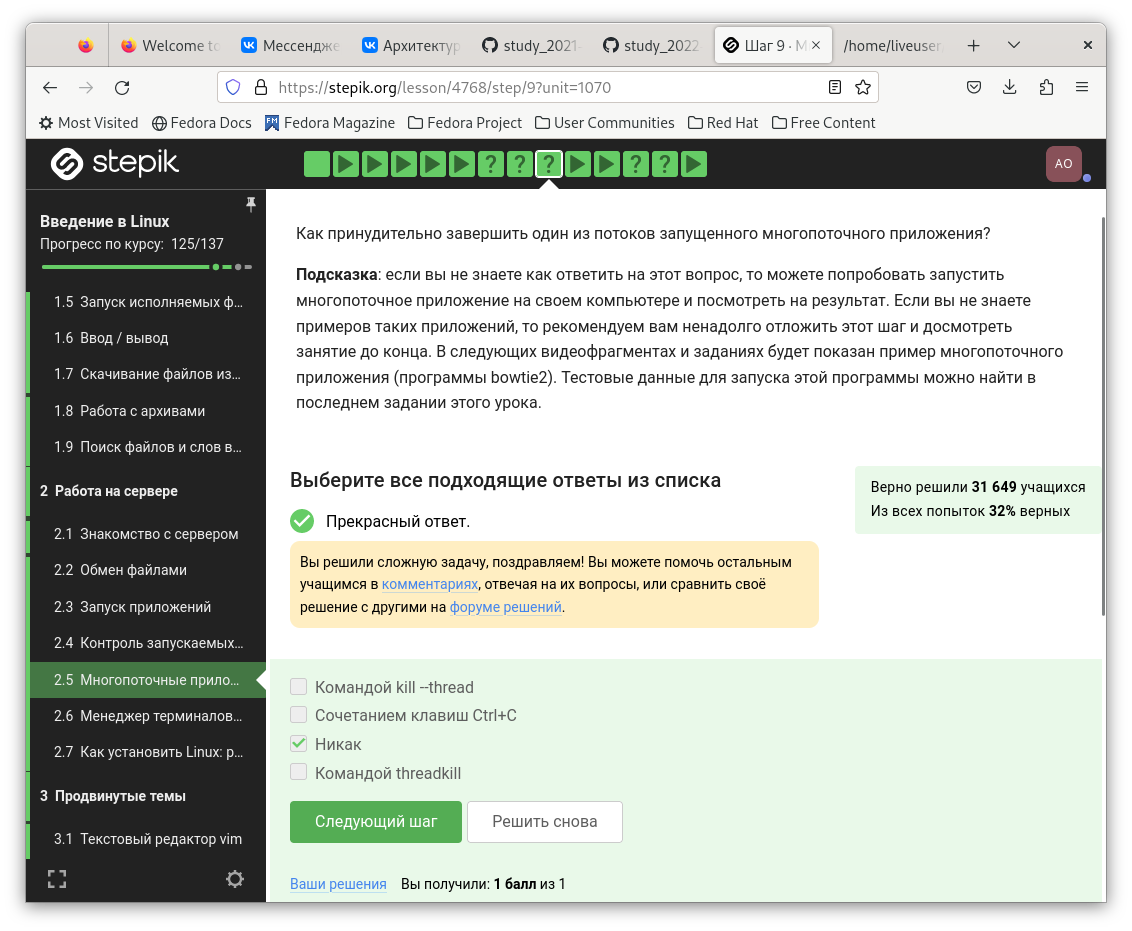 Welcome to
Мессендже
Архитектур
study_2021-
study_2022
Шаг 9 · М
/home/liveuser
https://stepik.org/lesson/4768/step/9?unit=1070
Most Visited
Fedora Docs
Fedora Magazine
Fedora Project
User Communities
Red Hat
Free Content
stepik
AO
Введение в Linux
Прогресс по курсу: 125/137
1.5 Запуск исполняемых ф...
1.6 Ввод / вывод
1.7 Скачивание файлов из...
1.8 Работа с архивами
1.9 Поиск файлов и слов в...
2 Работа на сервере
2.1 Знакомство с сервером
2.2 Обмен файлами
2.3 Запуск приложений
2.4 Контроль запускаемых...
2.5 Многопоточные прило...
2.6 Менеджер терминалов...
2.7 Как установить Linux: р...
3 Продвинутые темы
3.1 Текстовый редактор vim
Как принудительно завершить один из потоков запущенного многопоточного приложения?
Подсказка: если вы не знаете как ответить на этот вопрос, то можете попробовать запустить
многопоточное приложение на своем компьютере и посмотреть на результат. Если вы не знаете
примеров таких приложений, то рекомендуем вам ненадолго отложить этот шаг и досмотреть
занятие до конца. В следующих видеофрагментах и заданиях будет показан пример многопоточного
приложения (программы bowtie2). Тестовые данные для запуска этой программы можно найти в
последнем задании этого урока.
Выберите все подходящие ответы из списка
Верно решили 31 649 учащихся
Из всех попыток 32% верных
Прекрасный ответ.
Вы решили сложную задачу, поздравляем! Вы можете помочь остальным
учащимся в комментариях, отвечая на их вопросы, или сравнить своё
решение с другими на форуме решений.
Командой kill --thread
Сочетанием клавиш Ctrl+C
Никак
Командой threadkill
Следующий шаг
Решить снова
Ваши решения Вы получили: 1 балл из 1